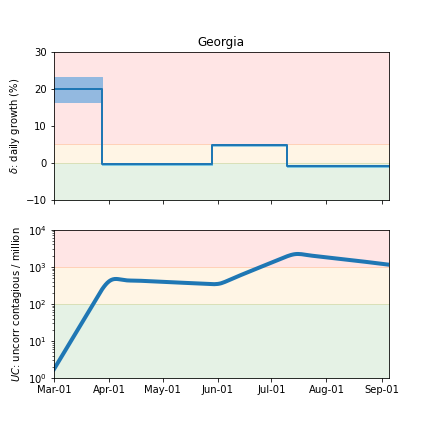 Georgia
δ: daily growth (%)
30
20
10
0
−10
UC: uncorr contagious / million
10⁴
10³
10²
10¹
10⁰
Mar-01 Apr-01 May-01 Jun-01 Jul-01 Aug-01 Sep-01